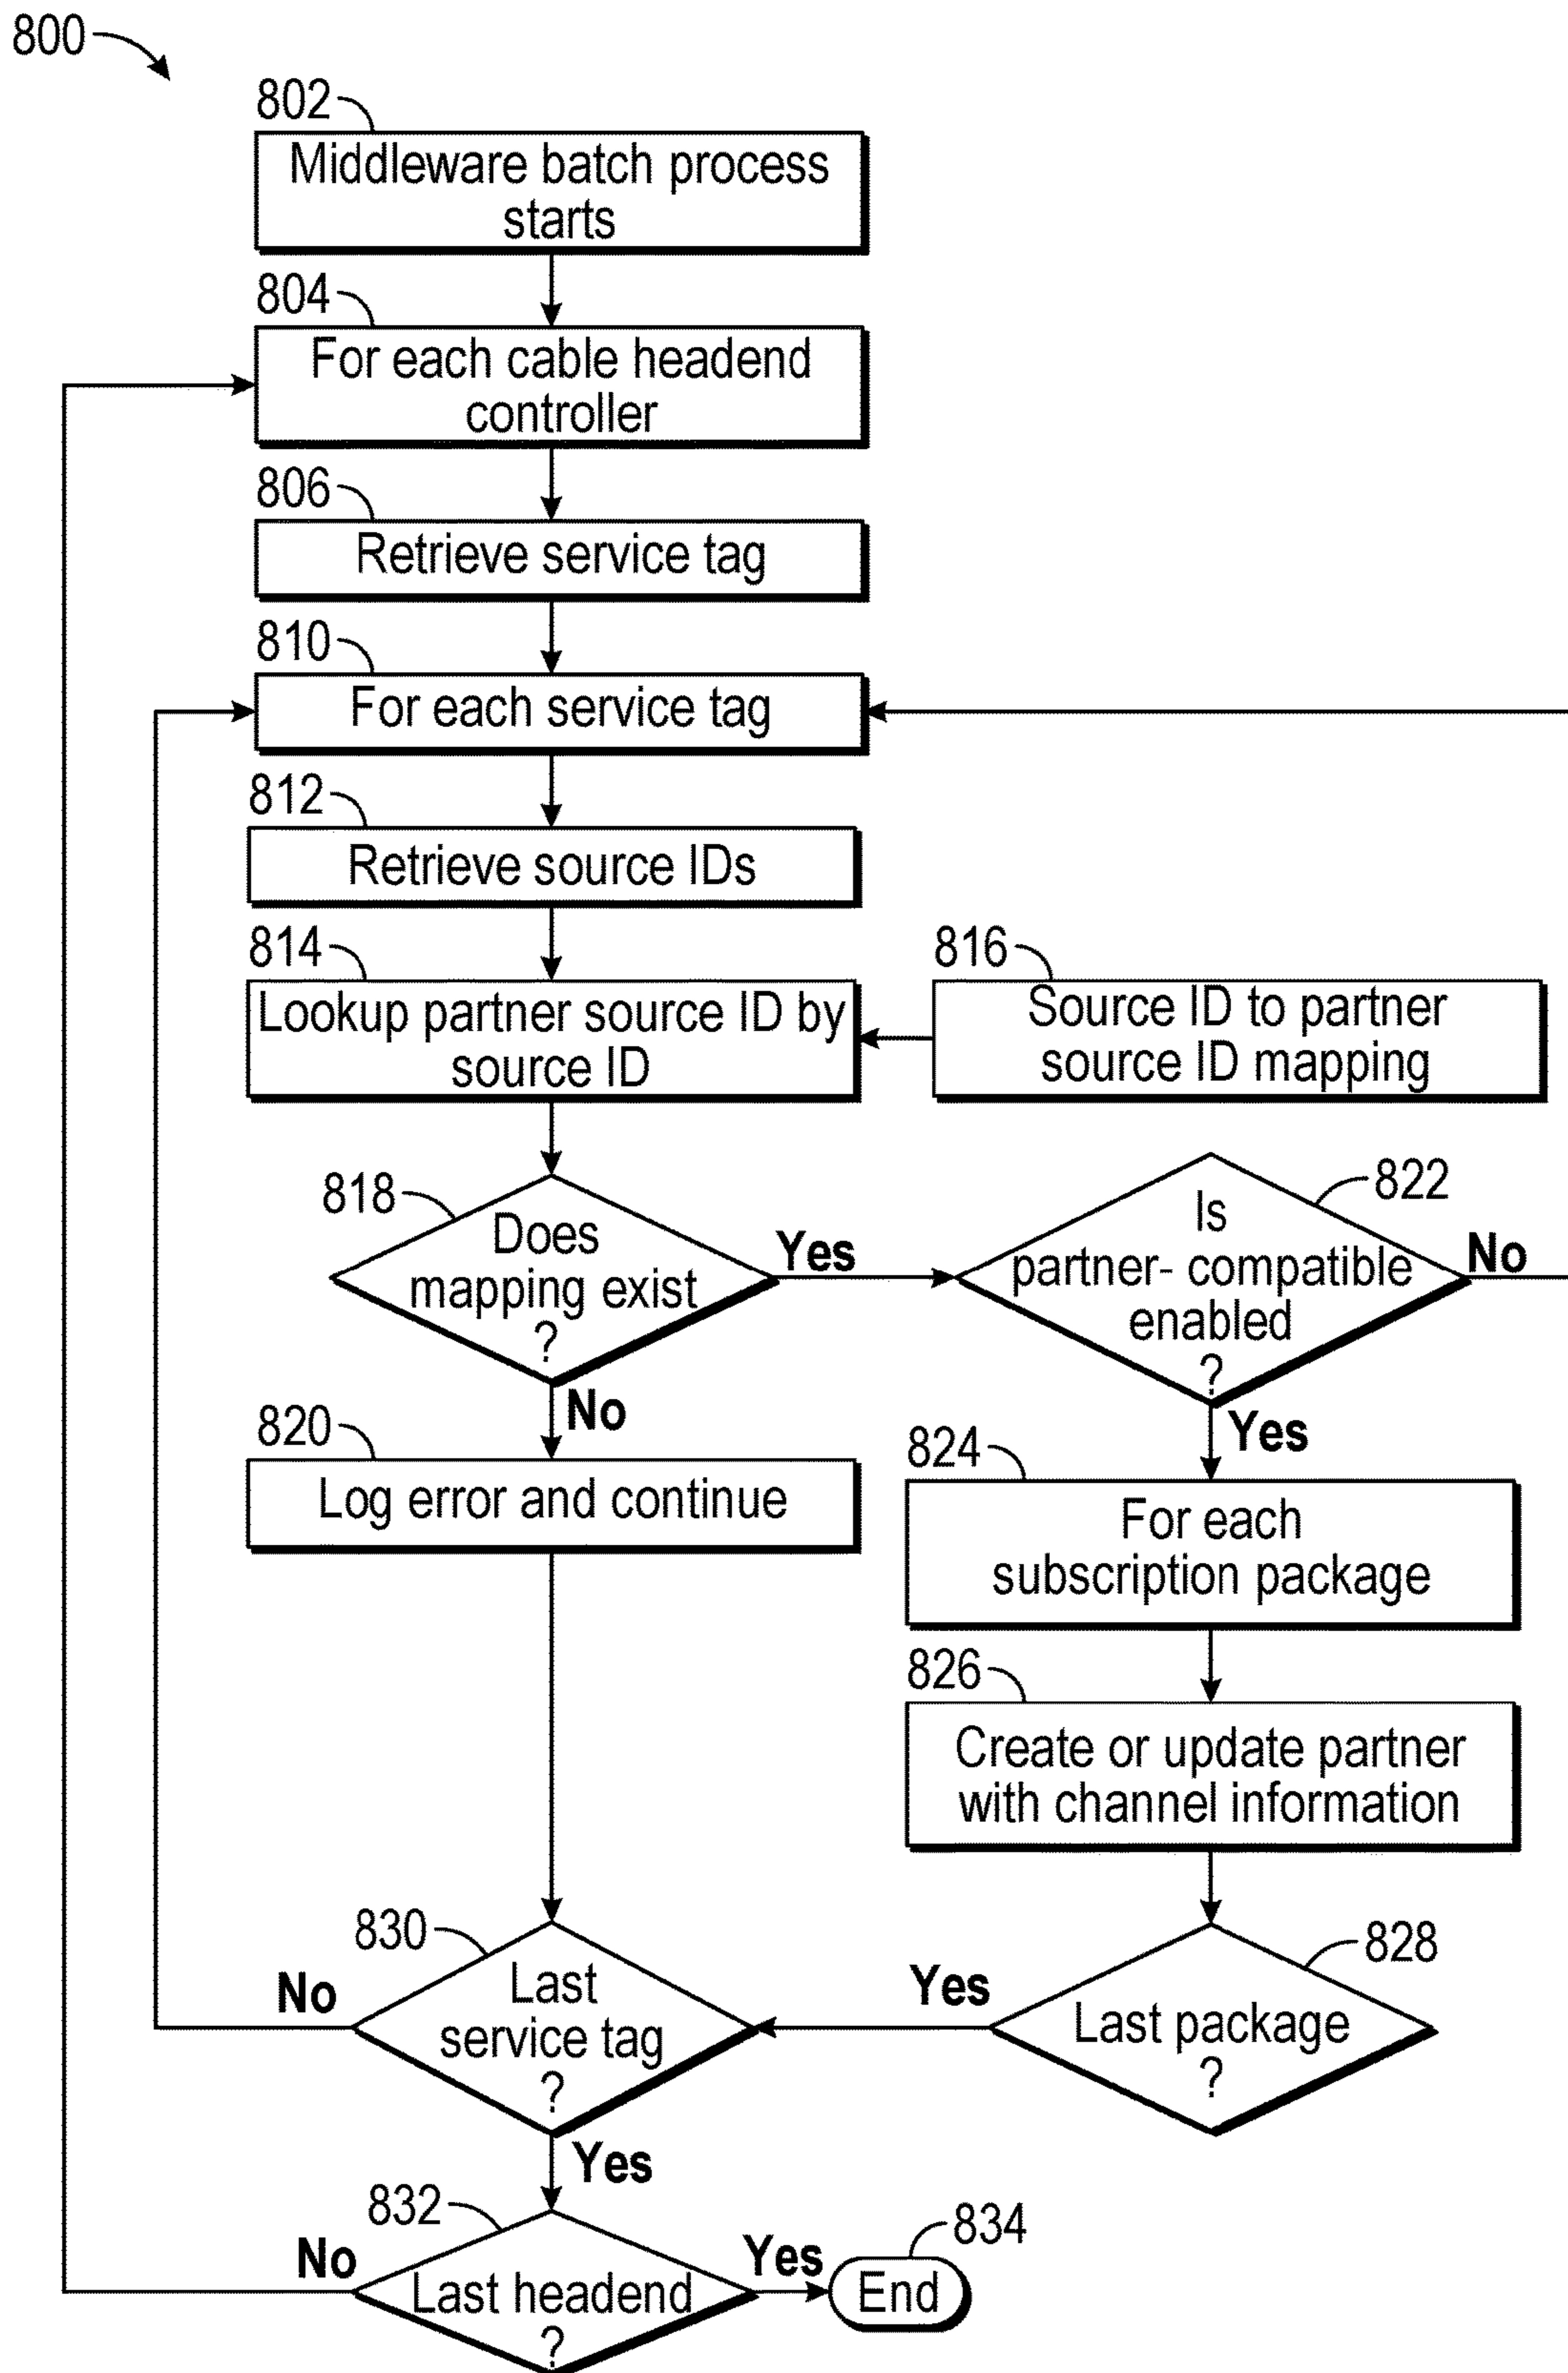 800
802
Middleware batch process
starts
804
For each cable headend
controller
806
Retrieve service tag
810
For each service tag
812
Retrieve source IDs
814
Lookup partner source ID by
source ID
816
Source ID to partner
source ID mapping
818
Does
mapping exist
?
Yes
822
Is
partner- compatible
enabled
?
No
No
Yes
820
Log error and continue
824
For each
subscription package
826
Create or update partner
with channel information
830
Last
service tag
?
No
Yes
828
Last package
?
Yes
832
Last headend
?
No
Yes
834
End